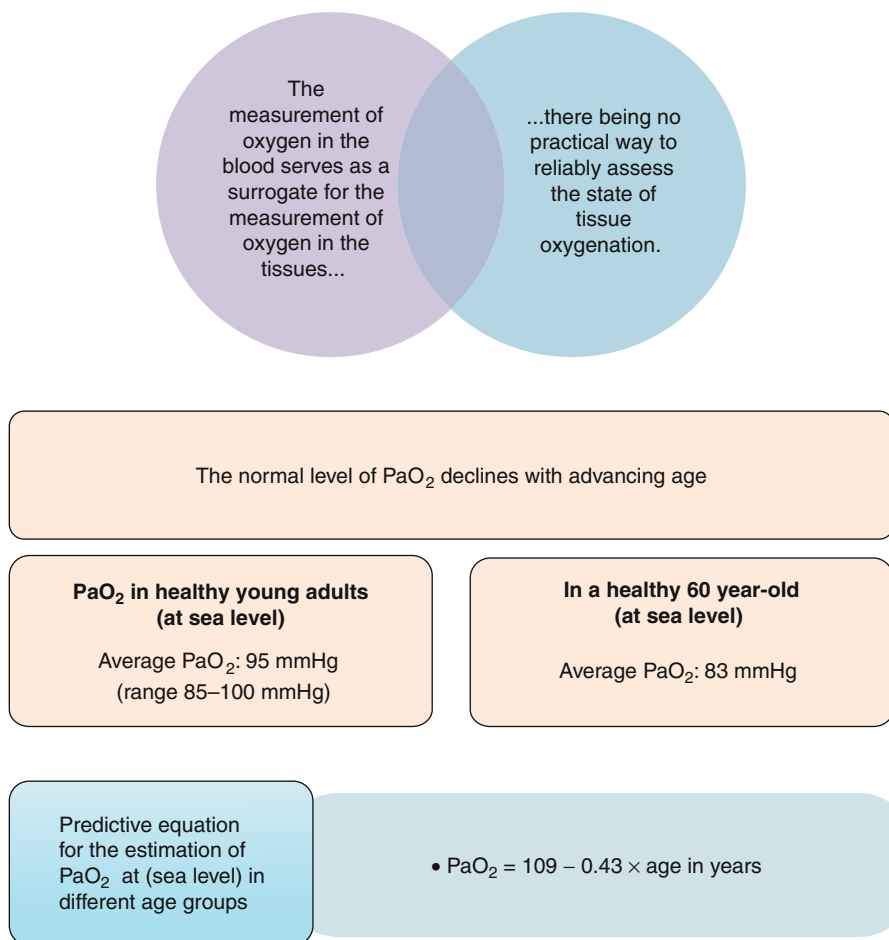 The
measurement of
oxygen in the
blood serves as a
surrogate for the
measurement of
oxygen in the
tissues...
...there being no
practical way to
reliably assess
the state of
tissue
oxygenation.
The normal level of PaO₂ declines with advancing age
PaO₂ in healthy young adults
(at sea level)
Average PaO₂: 95 mmHg
(range 85–100 mmHg)
In a healthy 60 year-old
(at sea level)
Average PaO₂: 83 mmHg
Predictive equation
for the estimation of
PaO₂ at (sea level) in
different age groups
• PaO₂ = 109 – 0.43 × age in years